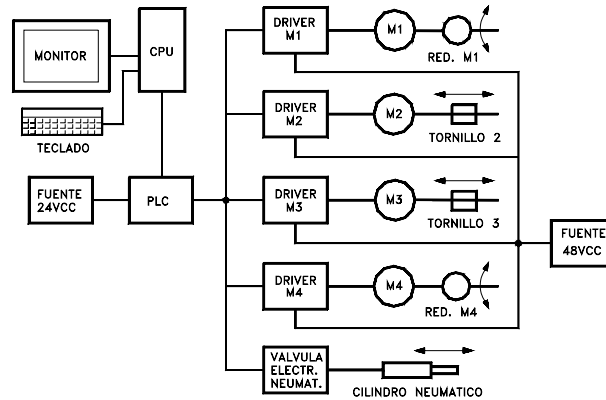 MONITOR
CPU
TECLADO
FUENTE
24VCC
PLC
DRIVER
M1
M1
RED. M1
DRIVER
M2
M2
TORNILLO 2
DRIVER
M3
M3
TORNILLO 3
DRIVER
M4
M4
RED. M4
FUENTE
48VCC
VALVULA
ELECTR.
NEUMAT.
CILINDRO NEUMATICO